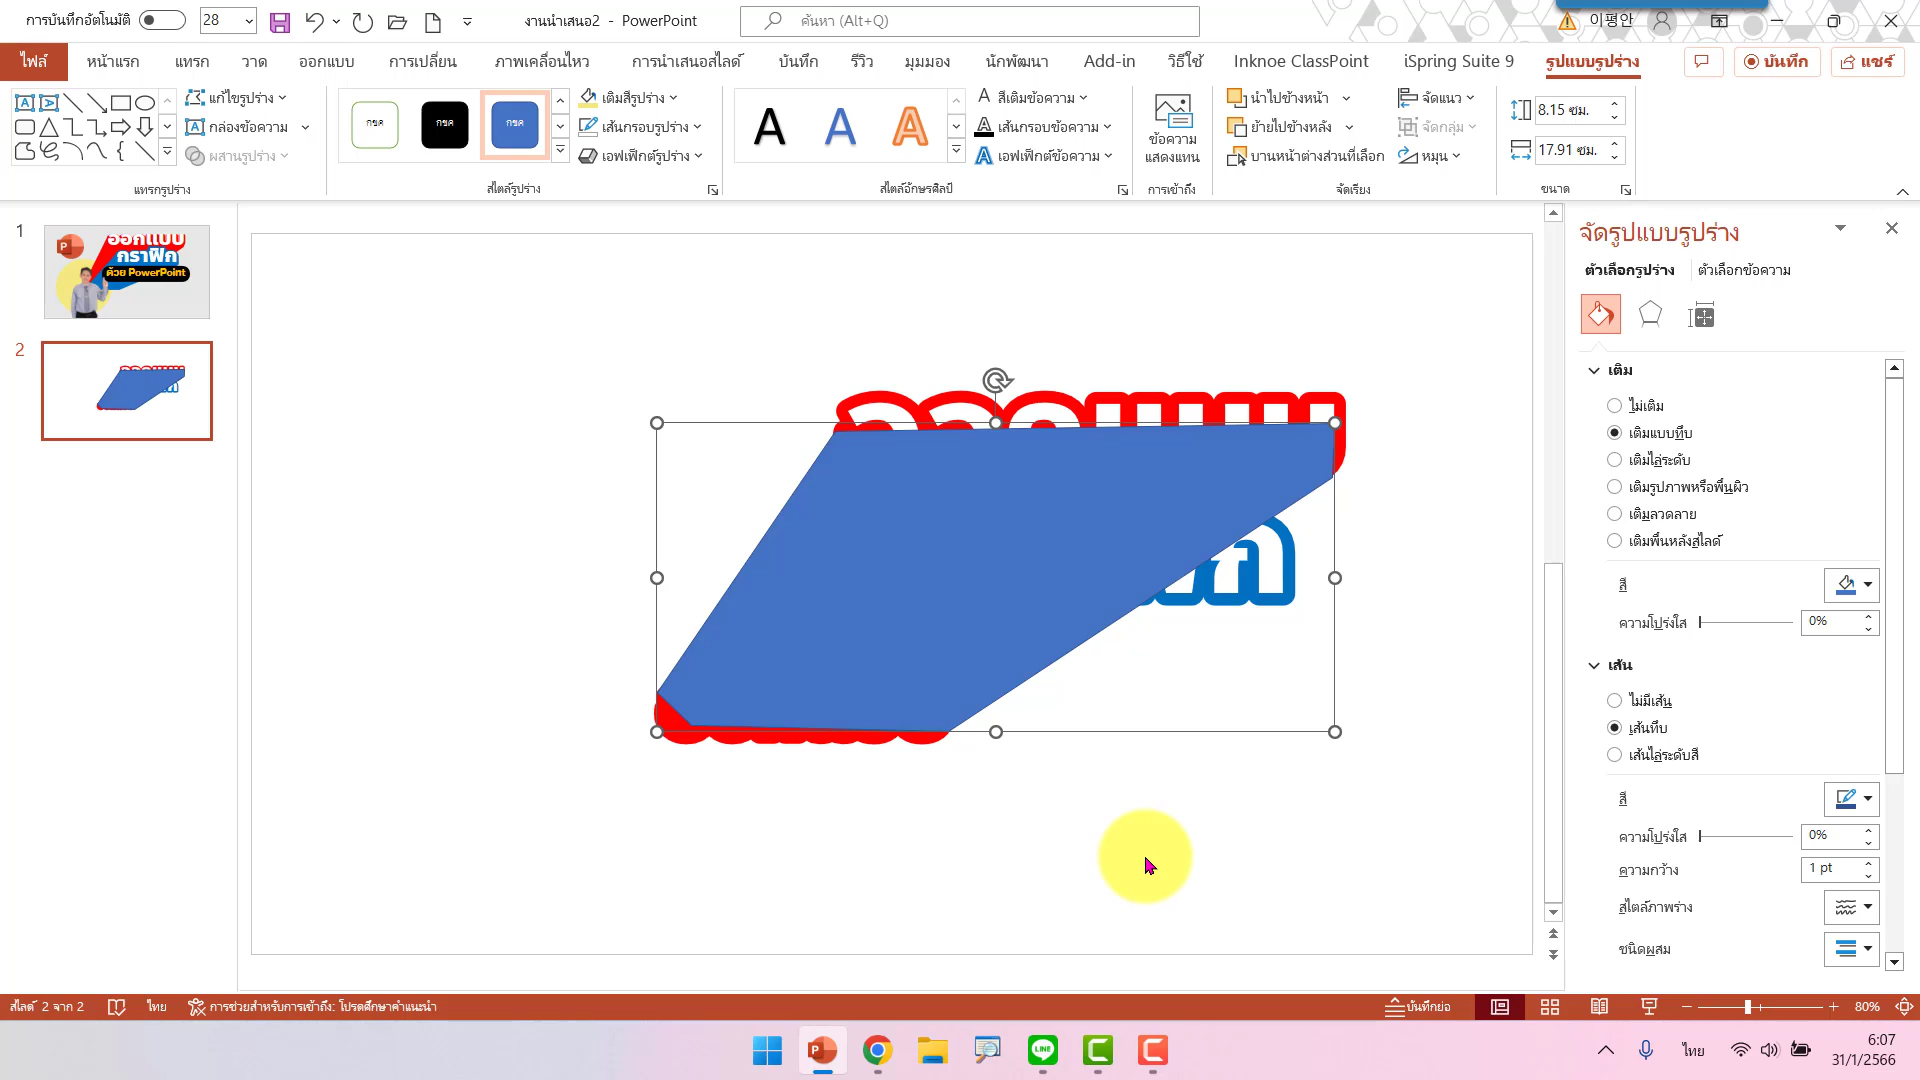 การบันทึกอัตโนมัติ
28
งานนำเสนอ2 - PowerPoint
ค้นหา (Alt+Q)
이평안
ไฟล์
หน้าแรก
แทรก
วาด
ออกแบบ
การเปลี่ยน
ภาพเคลื่อนไหว
การนำเสนอสไลด์
บันทึก
รีวิว
มุมมอง
นักพัฒนา
Add-in
วิธีใช้
Inknoe ClassPoint
iSpring Suite 9
รูปแบบรูปร่าง
บันทึก
แชร์
แก้ไขรูปร่าง
กล่องข้อความ
ผสานรูปร่าง
แทรกรูปร่าง
กขค
กขค
กขค
เติมสีรูปร่าง
เส้นกรอบรูปร่าง
เอฟเฟ็กต์รูปร่าง
สไตล์รูปร่าง
A
A
A
สีเติมข้อความ
เส้นกรอบข้อความ
เอฟเฟ็กต์ข้อความ
สไตล์อักษรศิลป์
ข้อความ
แสดงแทน
การเข้าถึง
นำไปข้างหน้า
ย้ายไปข้างหลัง
บานหน้าต่างส่วนที่เลือก
จัดแนว
จัดกลุ่ม
หมุน
จัดเรียง
8.15 ซม.
17.91 ซม.
ขนาด
1
ออกแบบ
กราฟิก
ด้วย PowerPoint
2
จัดรูปแบบรูปร่าง
ตัวเลือกรูปร่าง
ตัวเลือกข้อความ
เติม
ไม่เติม
เติมแบบทึบ
เติมไล่ระดับ
เติมรูปภาพหรือพื้นผิว
เติมลวดลาย
เติมพื้นหลังสไลด์
สี
ความโปร่งใส
0%
เส้น
ไม่มีเส้น
เส้นทึบ
เส้นไล่ระดับสี
สี
ความโปร่งใส
0%
ความกว้าง
1 pt
สไตล์ภาพร่าง
ชนิดผสม
สไลด์ 2 จาก 2
ไทย
การช่วยสำหรับการเข้าถึง: โปรดศึกษาคำแนะนำ
บันทึกย่อ
80%
ไทย
6:07
31/1/2566